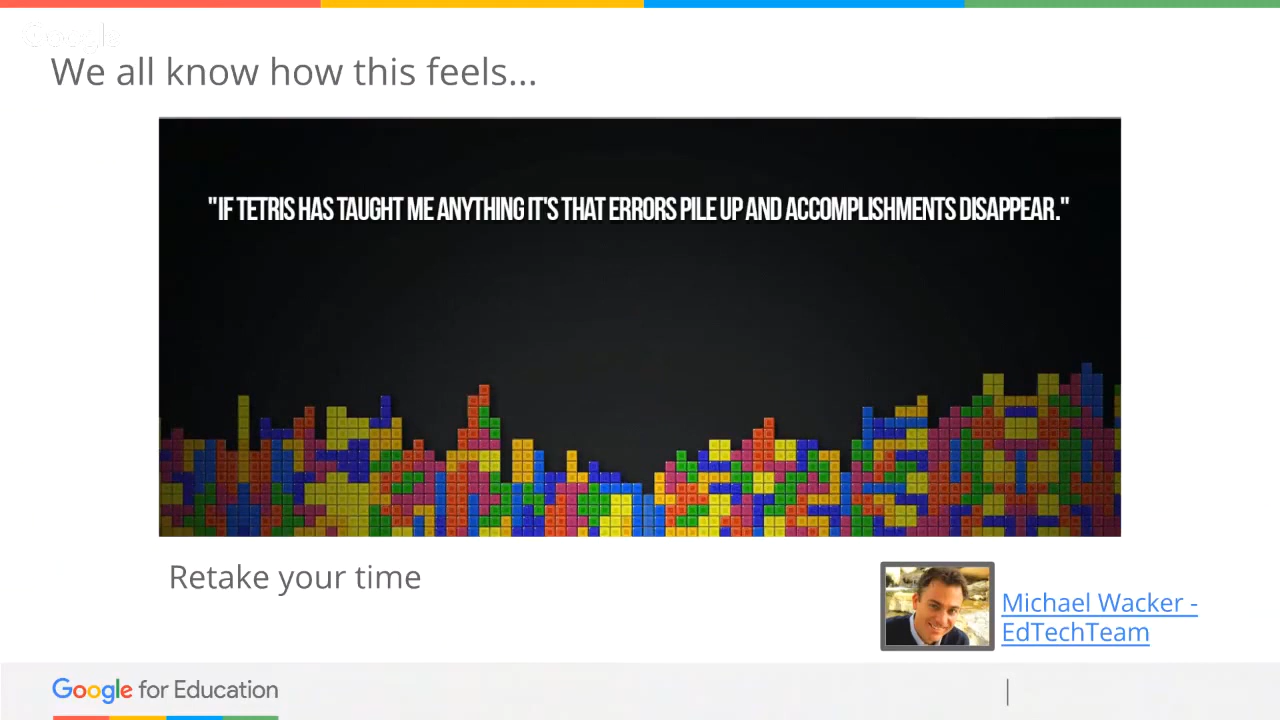 Google
We all know how this feels...
"IF TETRIS HAS TAUGHT ME ANYTHING IT'S THAT ERRORS PILE UP AND ACCOMPLISHMENTS DISAPPEAR."
Retake your time
Michael Wacker -
EdTechTeam
Google for Education